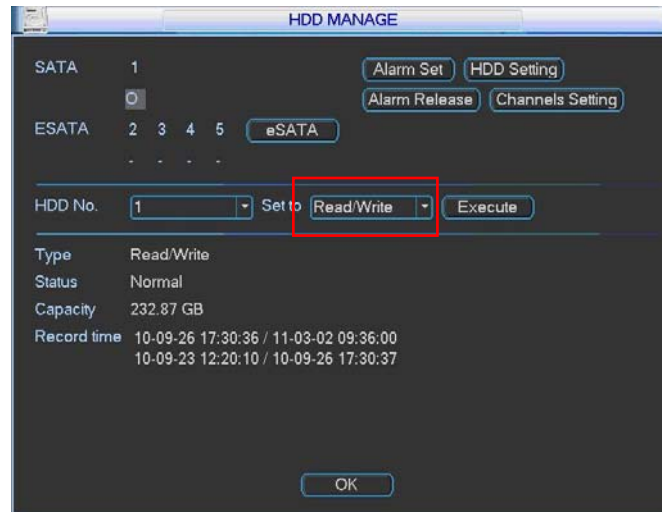 HDD MANAGE
SATA 1 Alarm Set HDD Setting
O Alarm Release Channels Setting
ESATA 2 3 4 5 eSATA
- - - -
HDD No. 1 Set to Read/Write Execute
Type Read/Write
Status Normal
Capacity 232.87 GB
Record time 10-09-26 17:30:36 / 11-03-02 09:36:00
10-09-23 12:20:10 / 10-09-26 17:30:37
OK